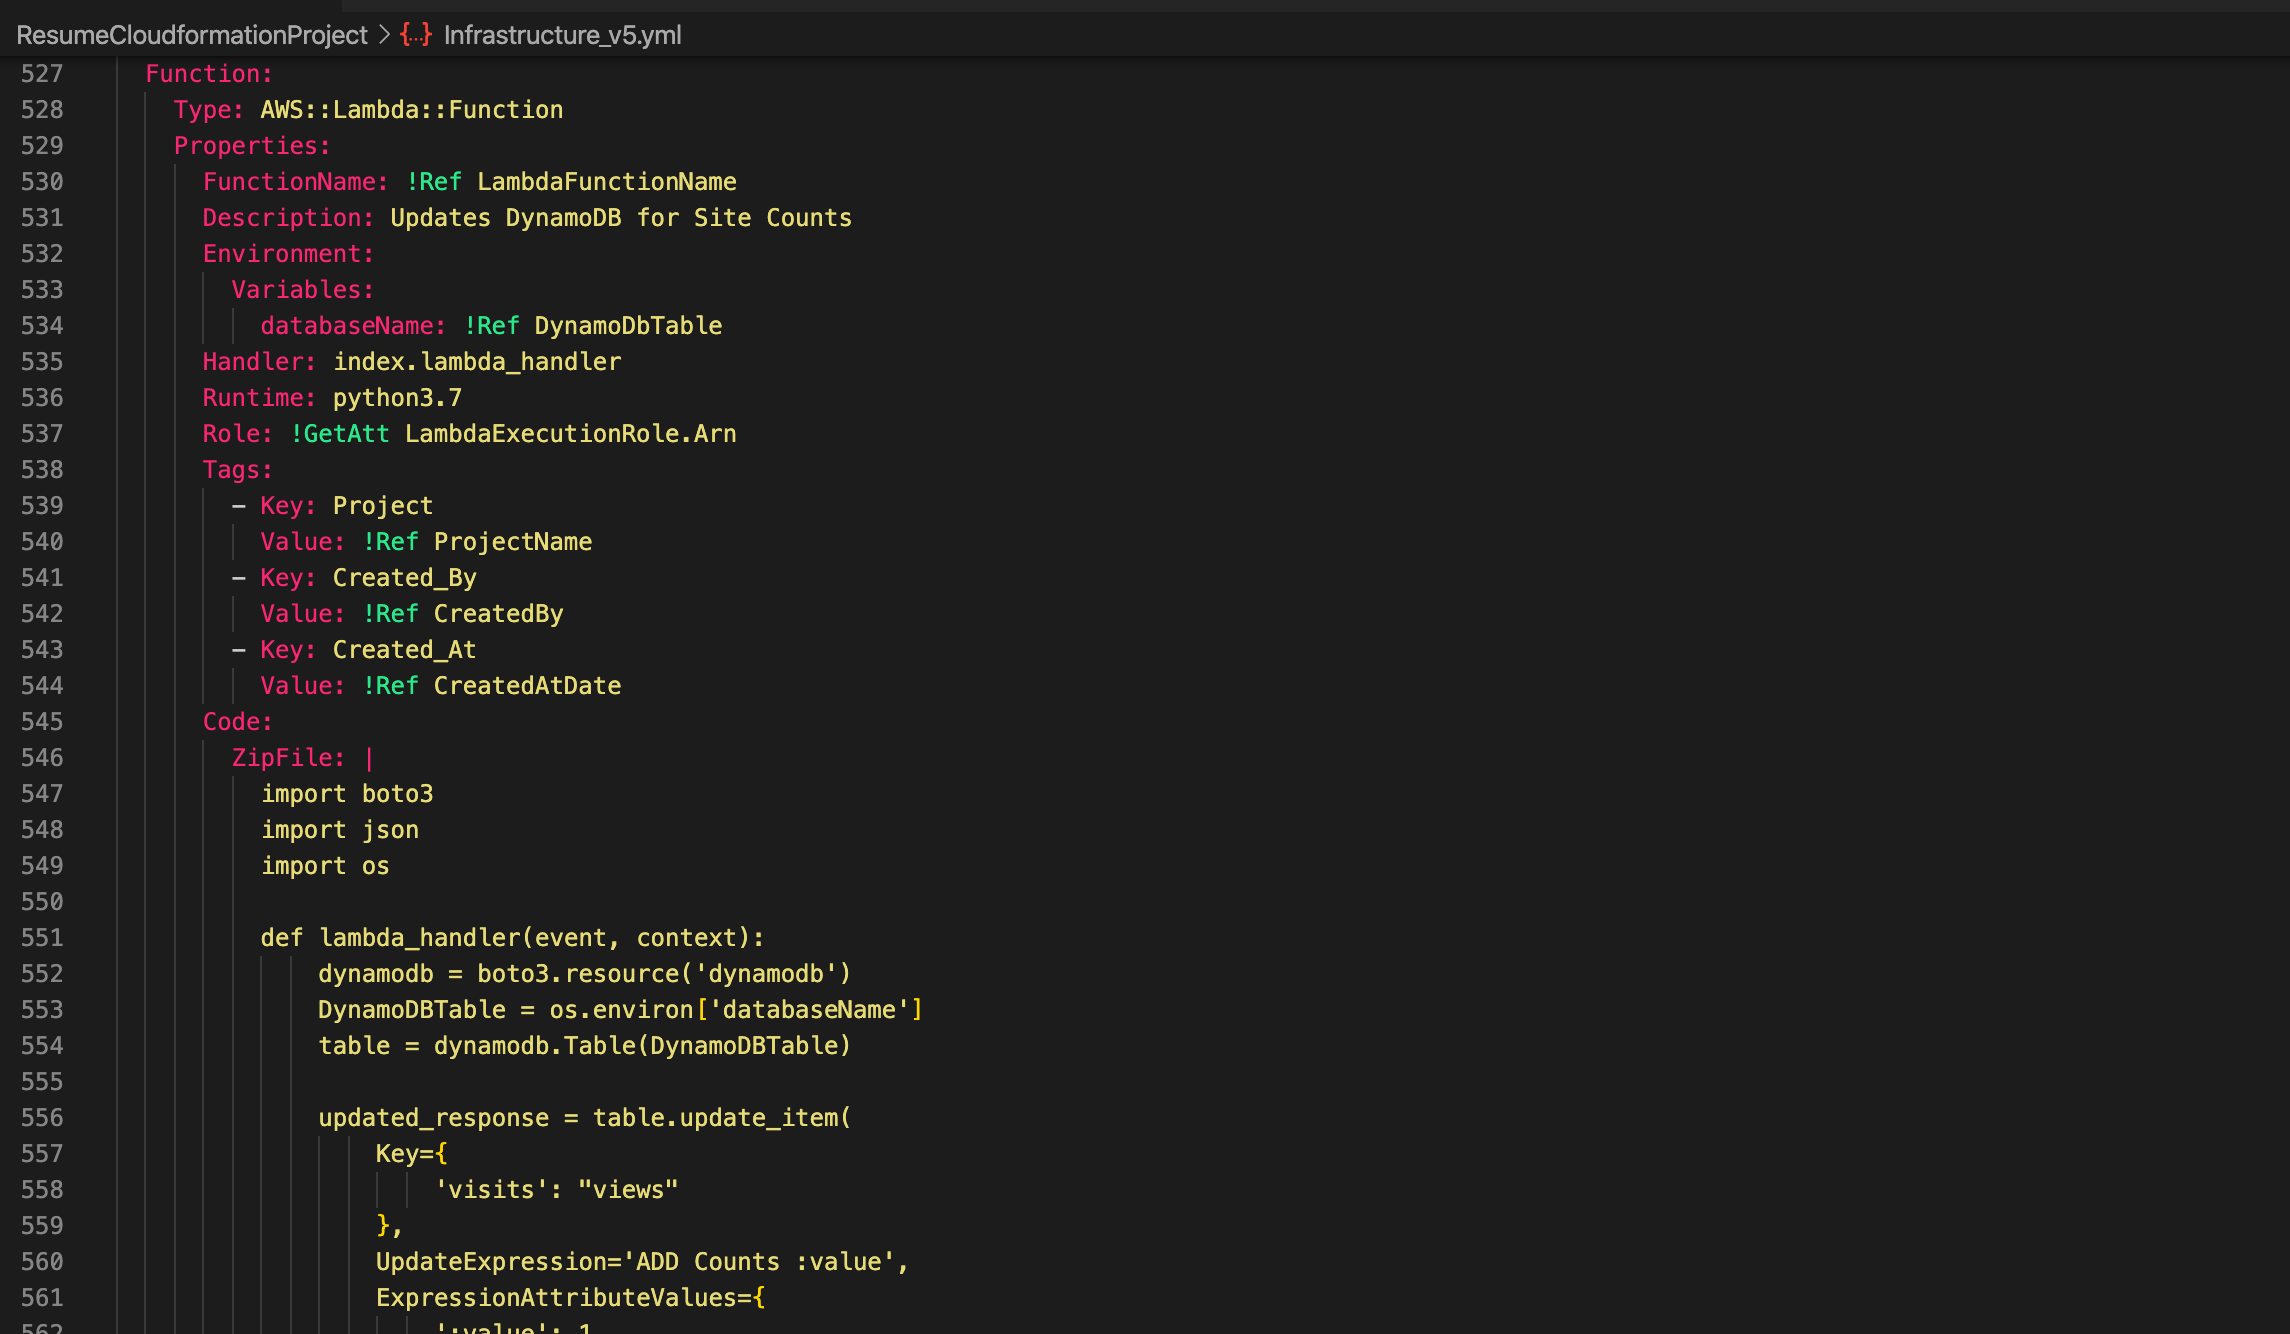 ResumeCloudformationProject > {...} Infrastructure_v5.yml
527 Function:
528 Type: AWS::Lambda::Function
529 Properties:
530 FunctionName: !Ref LambdaFunctionName
531 Description: Updates DynamoDB for Site Counts
532 Environment:
533 Variables:
534 databaseName: !Ref DynamoDbTable
535 Handler: index.lambda_handler
536 Runtime: python3.7
537 Role: !GetAtt LambdaExecutionRole.Arn
538 Tags:
539 - Key: Project
540 Value: !Ref ProjectName
541 - Key: Created_By
542 Value: !Ref CreatedBy
543 - Key: Created_At
544 Value: !Ref CreatedAtDate
545 Code:
546 ZipFile: |
547 import boto3
548 import json
549 import os
550
551 def lambda_handler(event, context):
552 dynamodb = boto3.resource('dynamodb')
553 DynamoDBTable = os.environ['databaseName']
554 table = dynamodb.Table(DynamoDBTable)
555
556 updated_response = table.update_item(
557 Key={
558 'visits': "views"
559 },
560 UpdateExpression='ADD Counts :value',
561 ExpressionAttributeValues={
562 ':value': 1